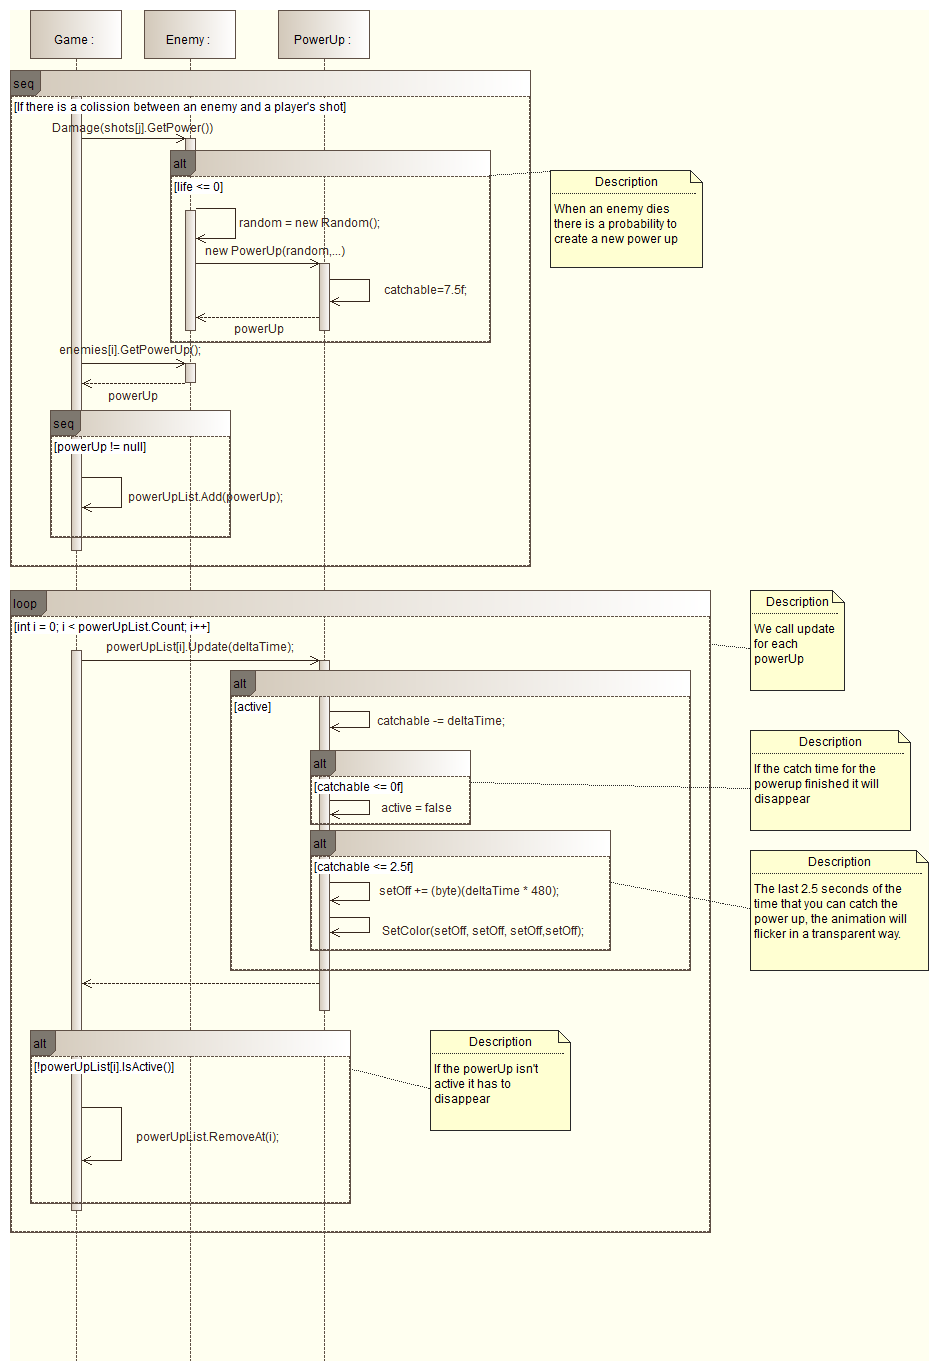 Game :
Enemy :
PowerUp :
seq
[If there is a colission between an enemy and a player's shot]
Damage(shots[j].GetPower())
alt
[life <= 0]
random = new Random();
new PowerUp(random,...)
catchable=7.5f;
powerUp
Description
When an enemy dies
there is a probability to
create a new power up
enemies[i].GetPowerUp();
powerUp
seq
[powerUp != null]
powerUpList.Add(powerUp);
loop
[int i = 0; i < powerUpList.Count; i++]
powerUpList[i].Update(deltaTime);
Description
We call update
for each
powerUp
alt
[active]
catchable -= deltaTime;
alt
[catchable <= 0f]
active = false
Description
If the catch time for the
powerup finished it will
disappear
alt
[catchable <= 2.5f]
setOff += (byte)(deltaTime * 480);
SetColor(setOff, setOff, setOff,setOff);
Description
The last 2.5 seconds of the
time that you can catch the
power up, the animation will
flicker in a transparent way.
alt
[!powerUpList[i].IsActive()]
powerUpList.RemoveAt(i);
Description
If the powerUp isn't
active it has to
disappear